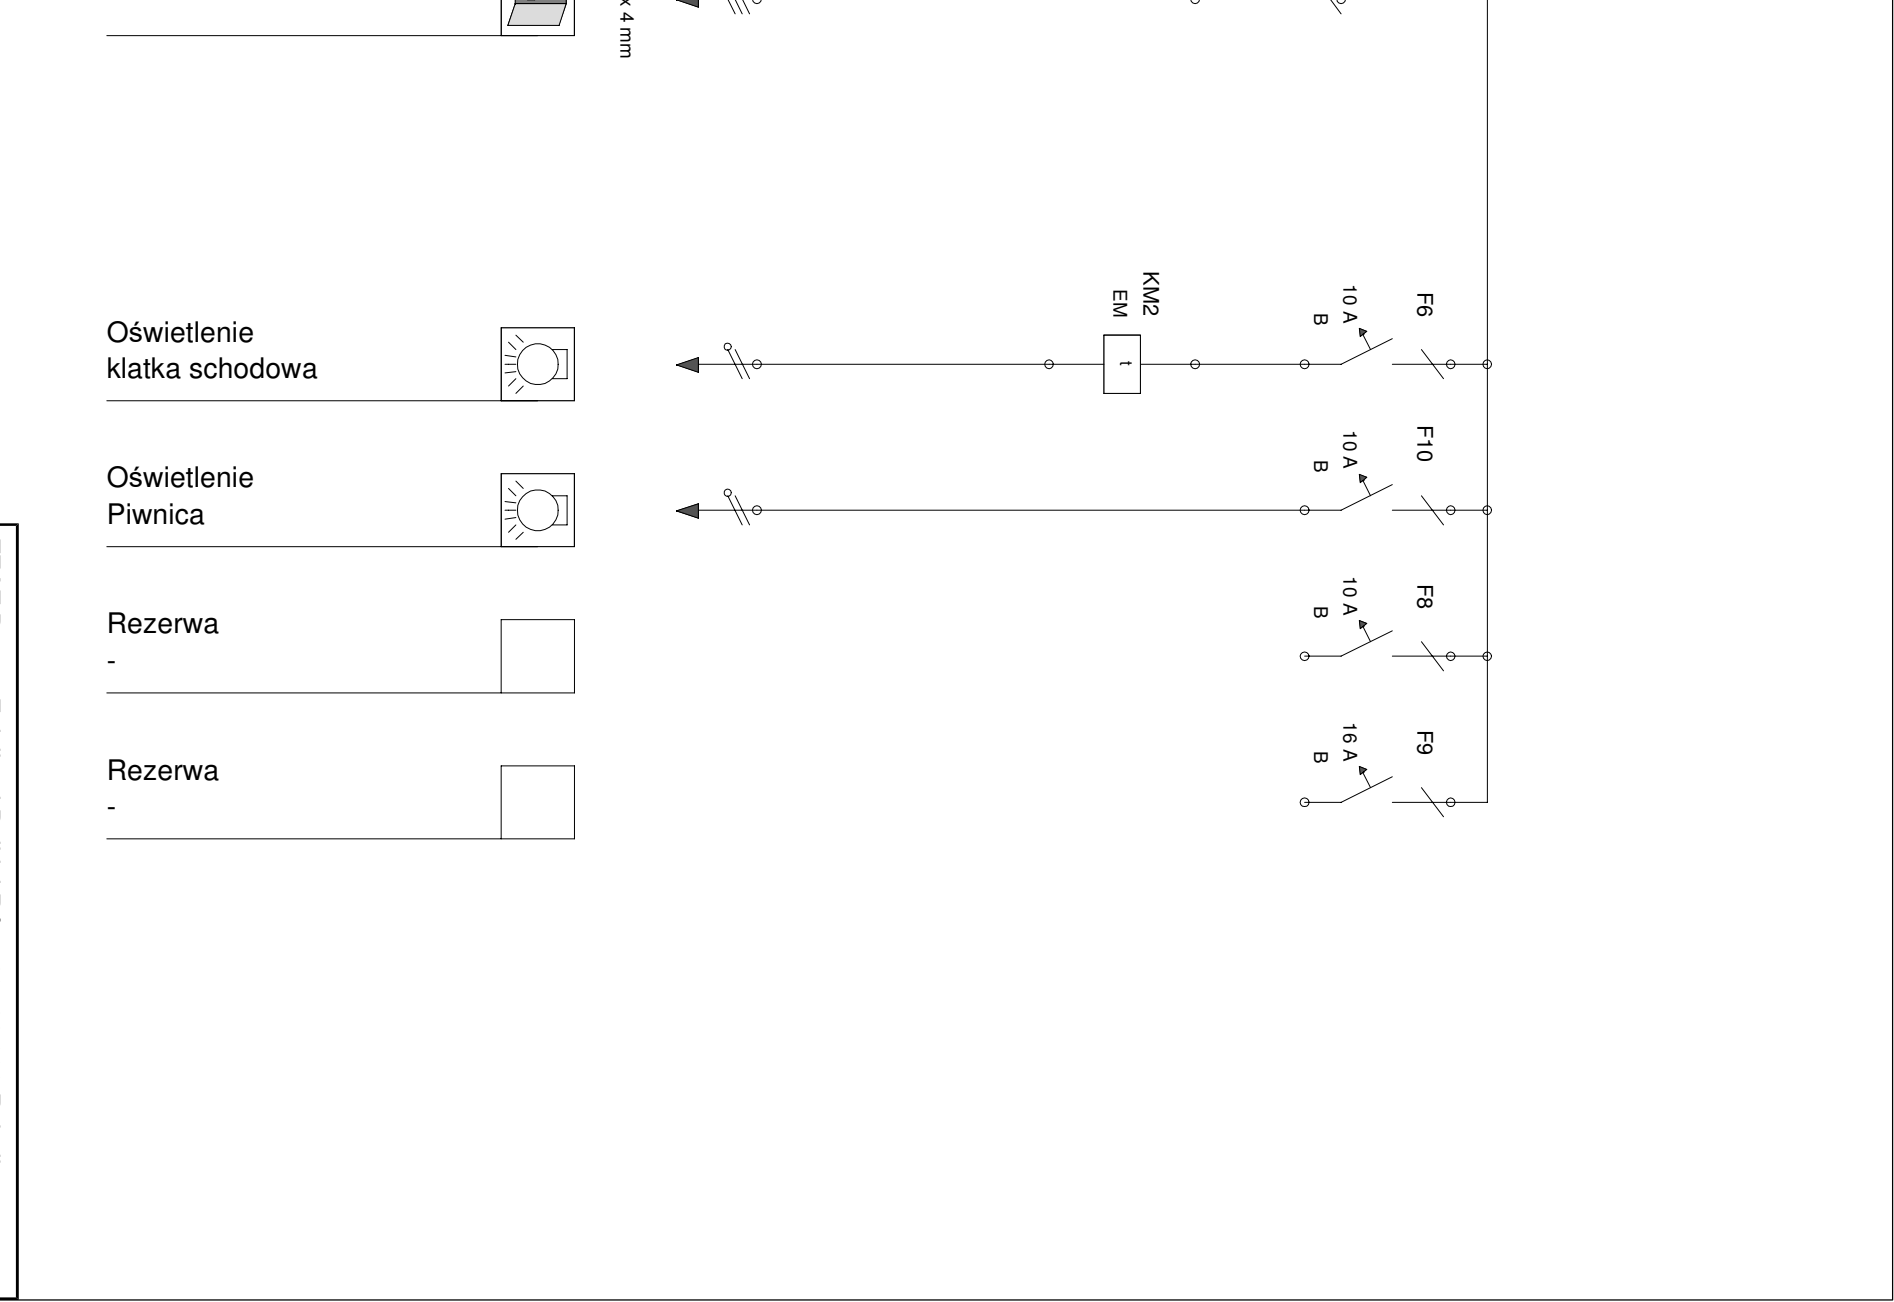 x 4 mm
Oświetlenie
klatka schodowa
KM2
EM
t
10 A
B
F6
Oświetlenie
Piwnica
10 A
B
F10
Rezerwa
-
10 A
B
F8
Rezerwa
-
16 A
B
F9